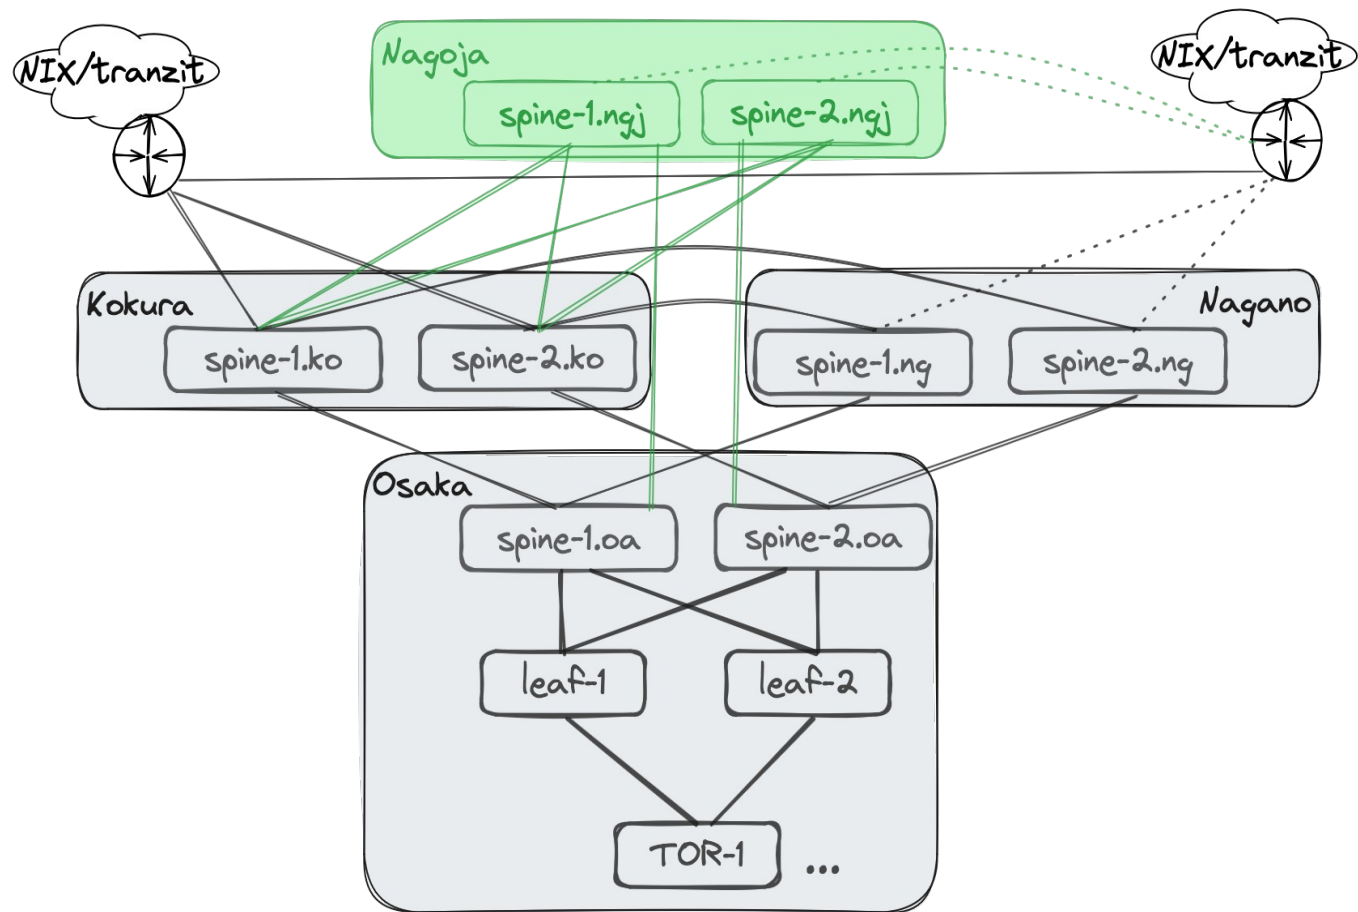 NIX/tranzit
Nagoja
NIX/tranzit
spine-1.ngj
spine-2.ngj
Kokura
Nagano
spine-1.ko
spine-2.ko
spine-1.ng
spine-2.ng
Osaka
spine-1.oa
spine-2.oa
leaf-1
leaf-2
TOR-1
...